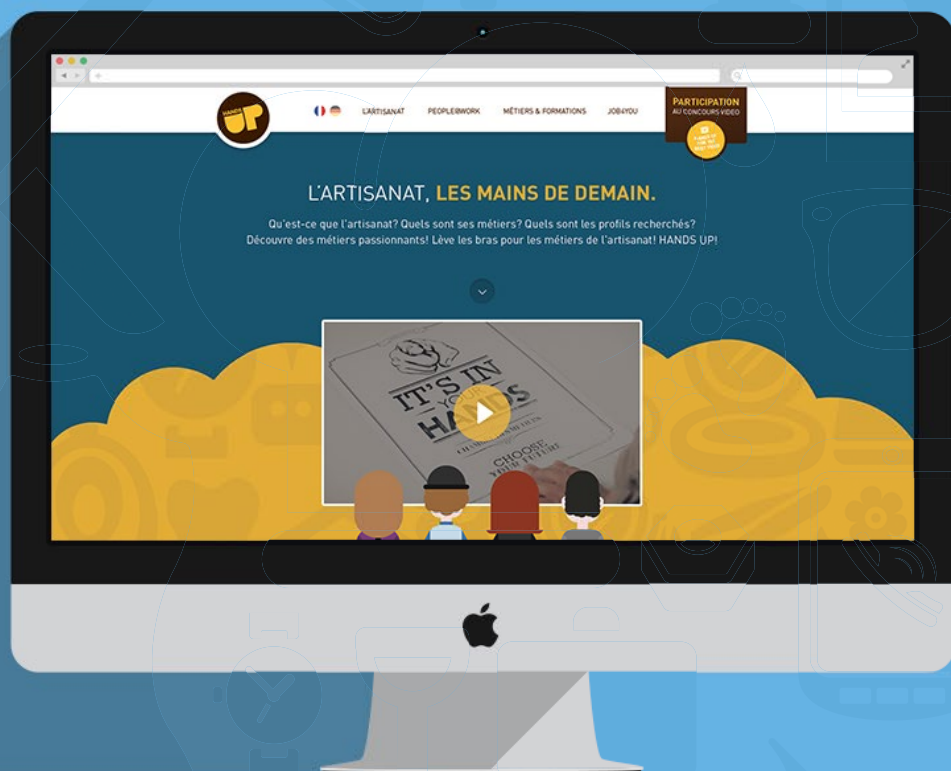 HANDS
UP
L'ARTISANAT
PEOPLE@WORK
MÉTIERS & FORMATIONS
JOB4YOU
PARTICIPATION
AU CONCOURS VIDEO
L'ARTISANAT, LES MAINS DE DEMAIN.
Qu'est-ce que l'artisanat? Quels sont ses métiers? Quels sont les profils recherchés?
Découvre des métiers passionnants! Lève les bras pour les métiers de l'artisanat! HANDS UP!
IT'S IN
YOUR
HANDS
CHOOSE
YOUR FUTURE